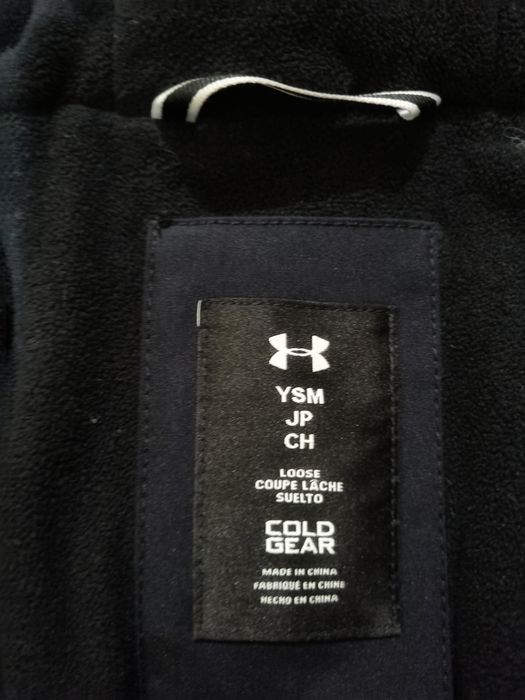 YSM
JP
CH
LOOSE
COUPE LÂCHE
SUELTO
COLD
GEAR
MADE IN CHINA
FABRIQUÉ EN CHINE
HECHO EN CHINA